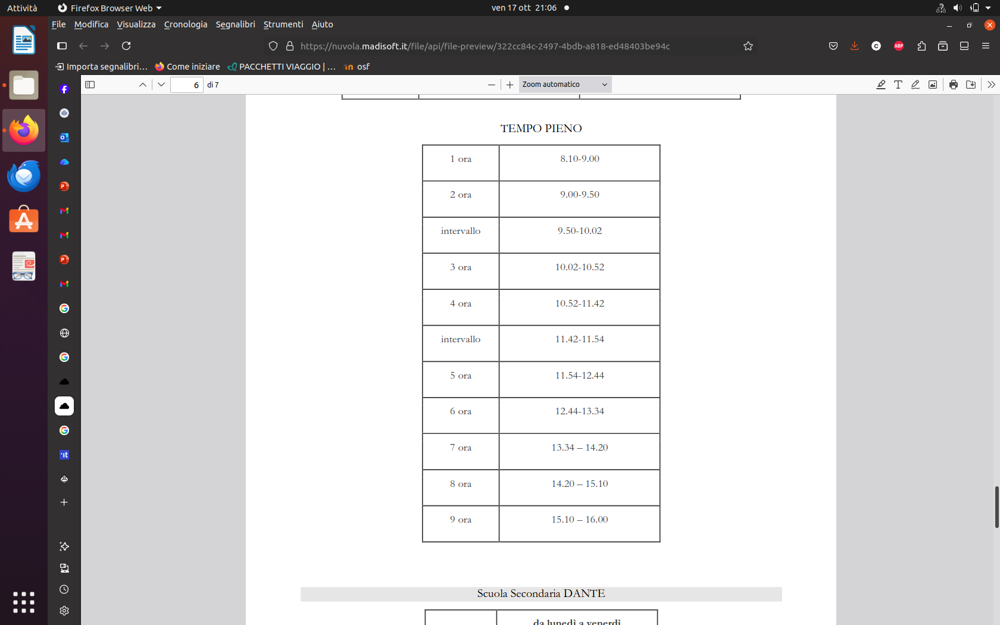 Attività
Firefox Browser Web
ven 17 ott 21:06
File Modifica Visualizza Cronologia Segnalibri Strumenti Aiuto
https://nuvola.madisoft.it/file/api/file-preview/322cc84c-2497-4bdb-a818-ed48403be94c
C
ABP
Importa segnalibri…
Come iniziare
PACCHETTI VIAGGIO | …
osf
6 di 7
Zoom automatico
TEMPO PIENO
1 ora 8.10-9.00
2 ora 9.00-9.50
intervallo 9.50-10.02
3 ora 10.02-10.52
4 ora 10.52-11.42
intervallo 11.42-11.54
5 ora 11.54-12.44
6 ora 12.44-13.34
7 ora 13.34 – 14.20
8 ora 14.20 – 15.10
9 ora 15.10 – 16.00
Scuola Secondaria DANTE
da lunedì a venerdì